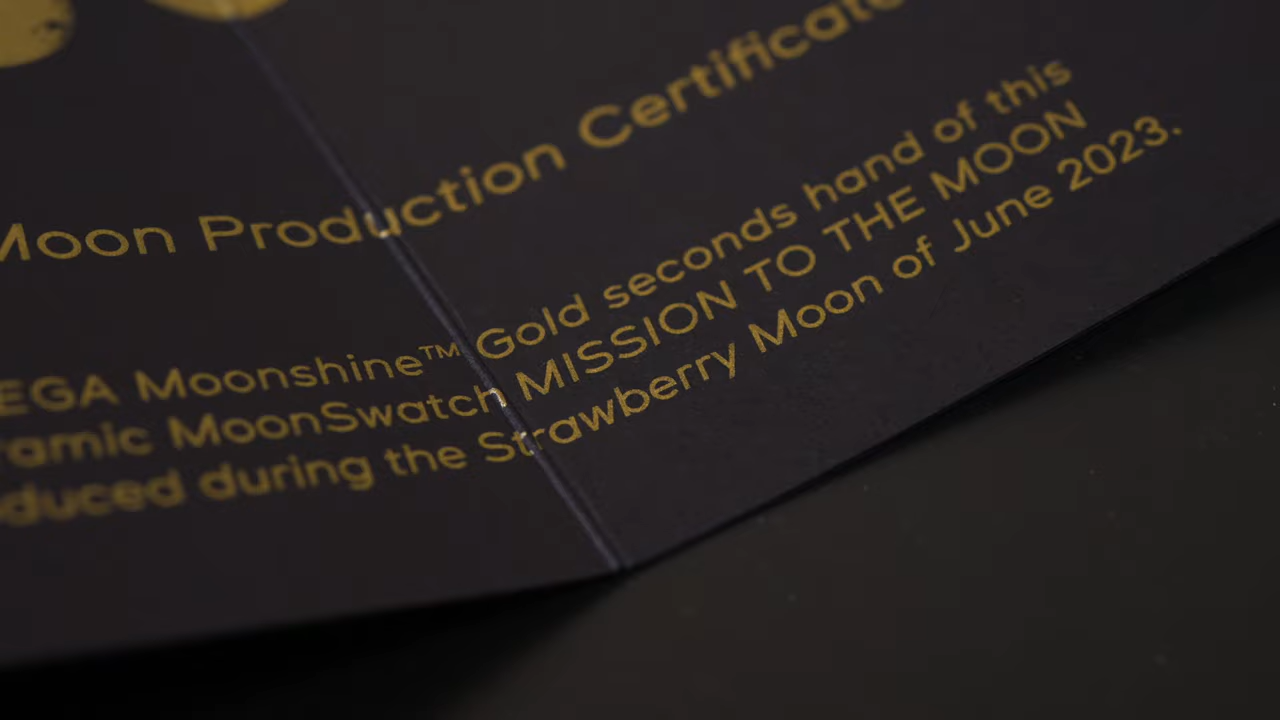 Moon Production Certificate
EGA Moonshine™ Gold seconds hand of this
ramic MoonSwatch MISSION TO THE MOON
duced during the Strawberry Moon of June 2023.